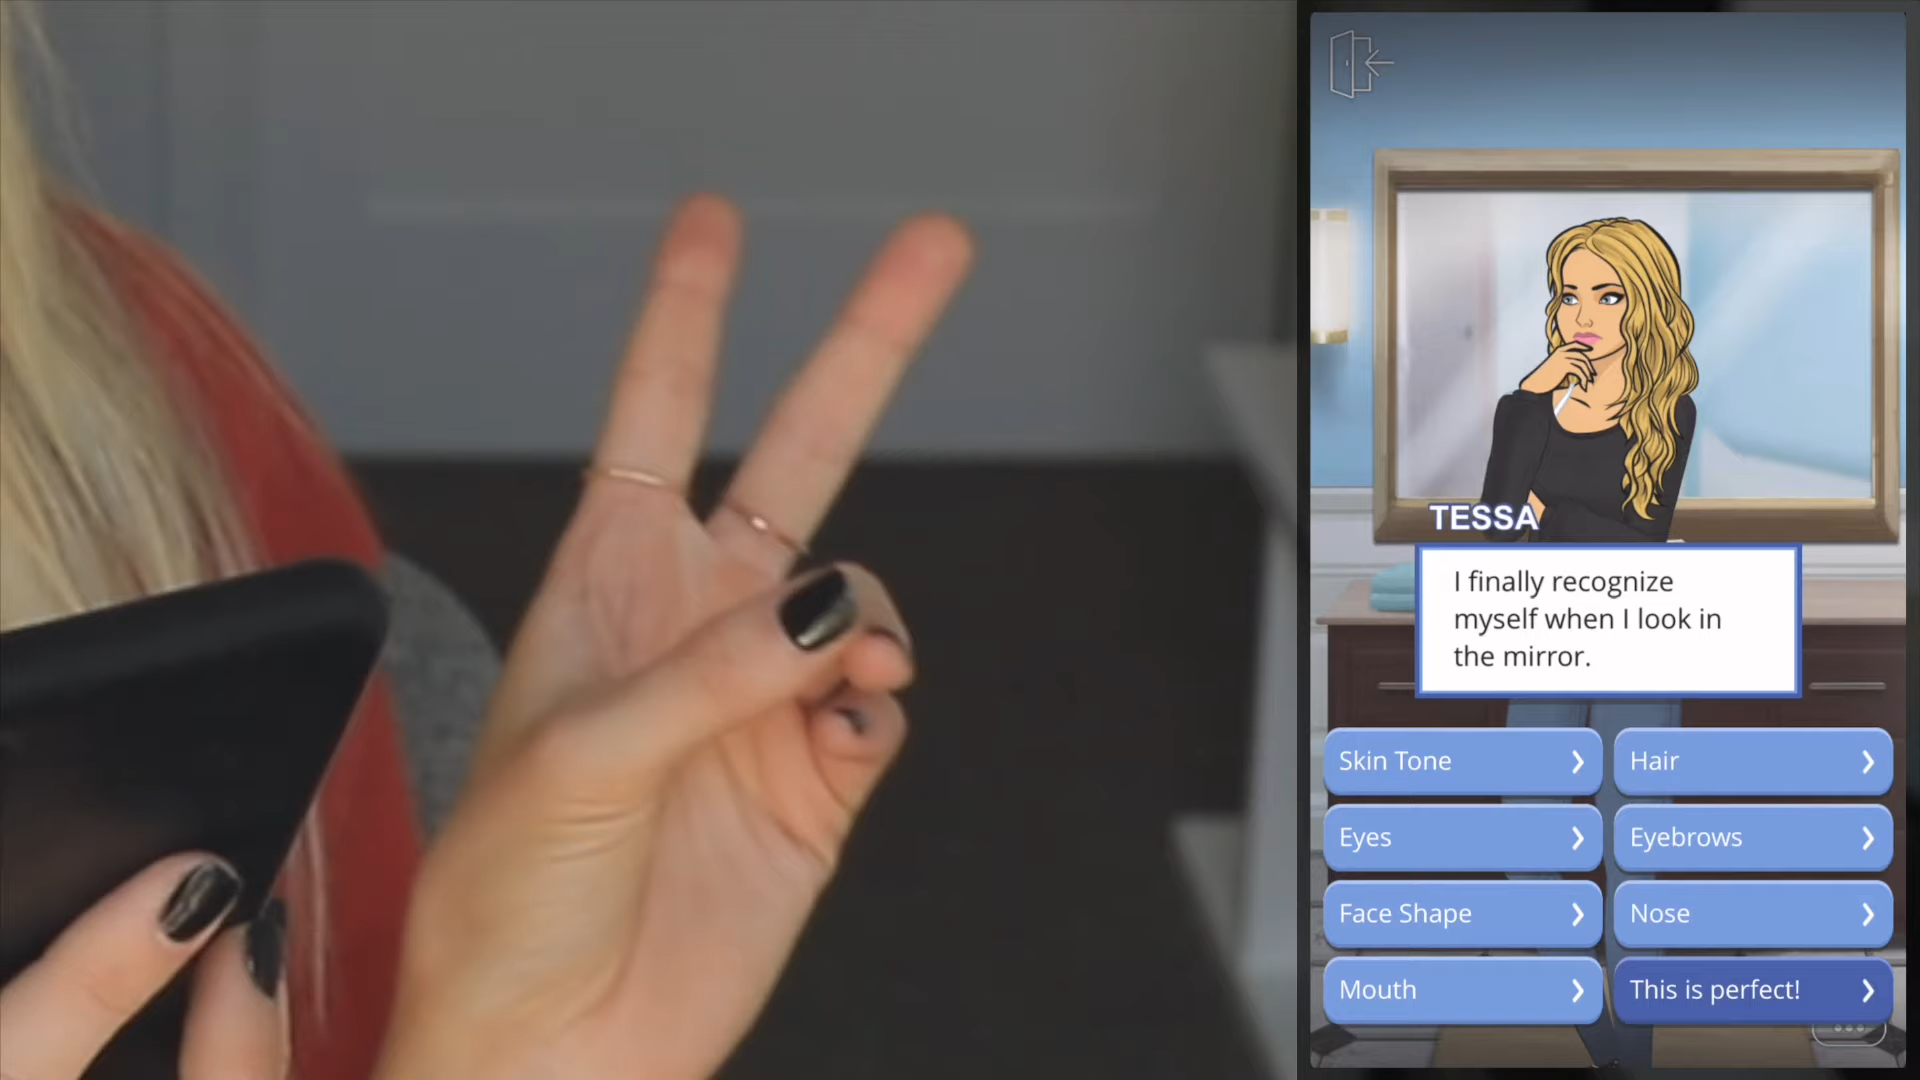 TESSA
I finally recognize
myself when I look in
the mirror.
Skin Tone
Hair
Eyes
Eyebrows
Face Shape
Nose
Mouth
This is perfect!